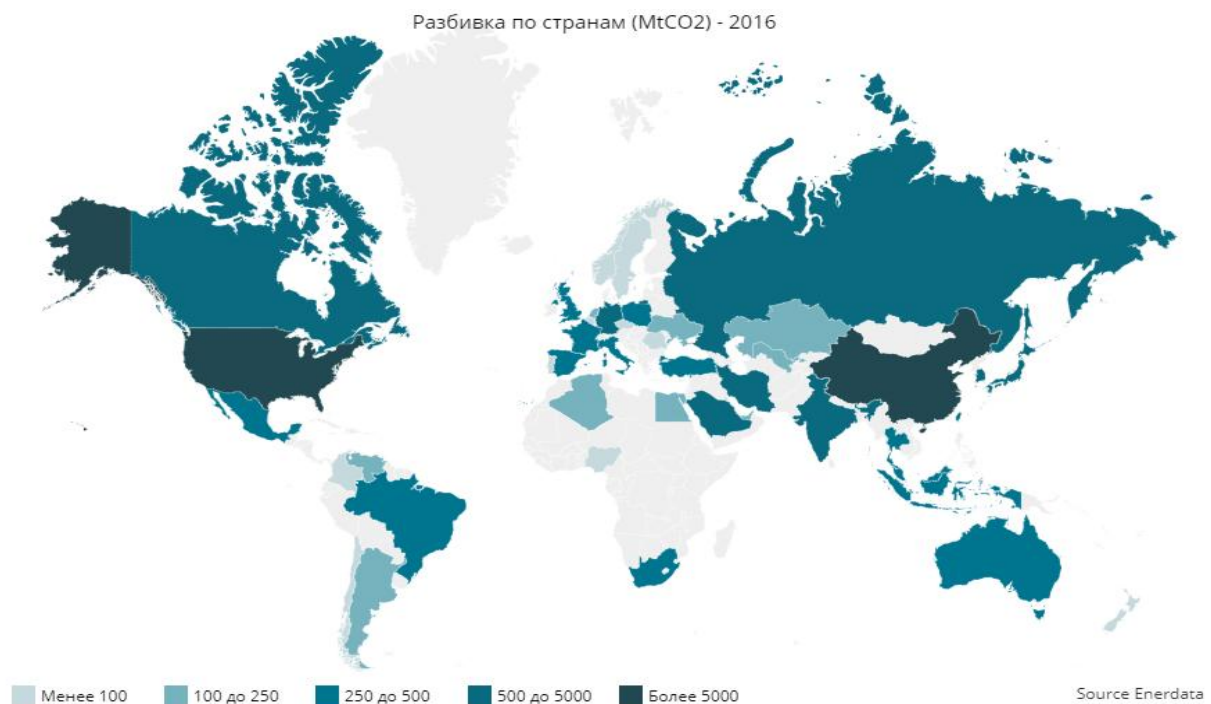 Разбивка по странам (MtCO2) - 2016
Менее 100
100 до 250
250 до 500
500 до 5000
Более 5000
Source Enerdata